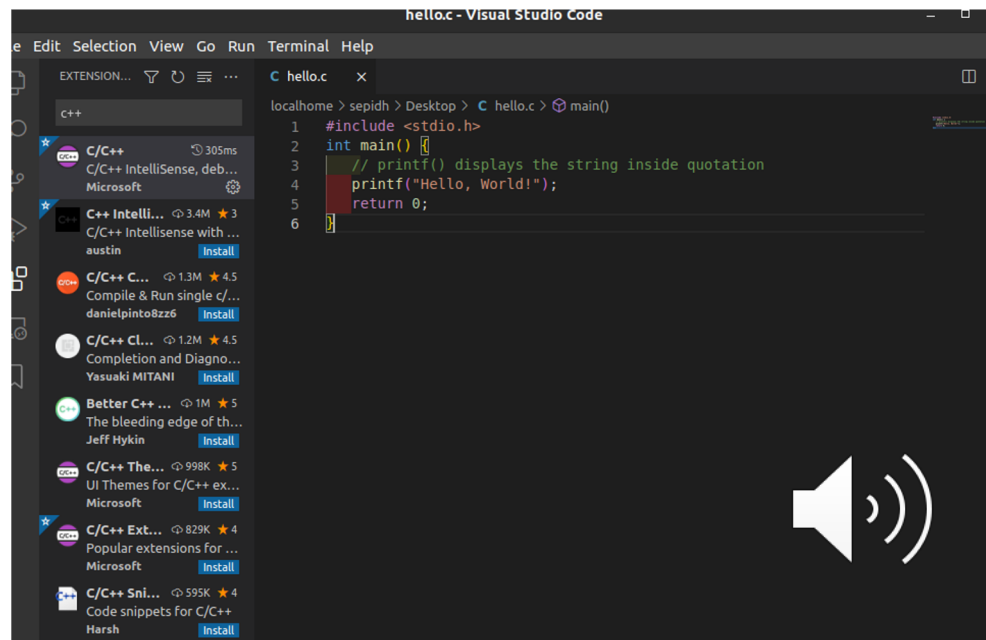 hello.c - Visual Studio Code
e Edit Selection View Go Run Terminal Help
EXTENSION...
c++
C/C++ 305ms
C/C++ IntelliSense, deb...
Microsoft
C++ Intelli... 3.4M ★ 3
C/C++ Intellisense with ...
austin Install
C/C++ C... 1.3M ★ 4.5
Compile & Run single c/...
danielpinto8zz6 Install
C/C++ Cl... 1.2M ★ 4.5
Completion and Diagno...
Yasuaki MITANI Install
Better C++ ... 1M ★ 5
The bleeding edge of th...
Jeff Hykin Install
C/C++ The... 998K ★ 5
UI Themes for C/C++ ex...
Microsoft Install
C/C++ Ext... 829K ★ 4
Popular extensions for ...
Microsoft Install
C/C++ Sni... 595K ★ 4
Code snippets for C/C++
Harsh Install
C hello.c ×
localhome > sepidh > Desktop > C hello.c > main()
1 #include <stdio.h>
2 int main() {
3 // printf() displays the string inside quotation
4 printf("Hello, World!");
5 return 0;
6 }